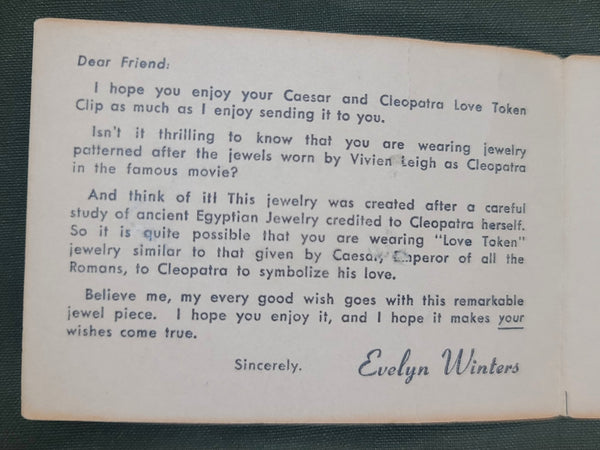 Dear Friend:
I hope you enjoy your Caesar and Cleopatra Love Token
Clip as much as I enjoy sending it to you.
Isn't it thrilling to know that you are wearing jewelry
patterned after the jewels worn by Vivien Leigh as Cleopatra
in the famous movie?
And think of it! This jewelry was created after a careful
study of ancient Egyptian Jewelry credited to Cleopatra herself.
So it is quite possible that you are wearing "Love Token"
jewelry similar to that given by Caesar, Emperor of all the
Romans, to Cleopatra to symbolize his love.
Believe me, my every good wish goes with this remarkable
jewel piece. I hope you enjoy it, and I hope it makes your
wishes come true.
Sincerely.
Evelyn Winters